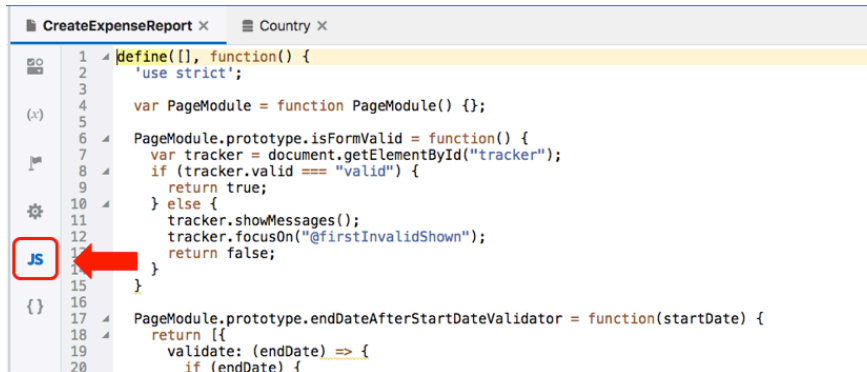 CreateExpenseReport × Country ×
1 define([], function() {
2 'use strict';
3
4 var PageModule = function PageModule() {};
5
6 PageModule.prototype.isFormValid = function() {
7 var tracker = document.getElementById("tracker");
8 if (tracker.valid === "valid") {
9 return true;
10 } else {
11 tracker.showMessages();
12 tracker.focusOn("@firstInvalidShown");
13 return false;
14 }
15 }
16
17 PageModule.prototype.endDateAfterStartDateValidator = function(startDate) {
18 return [{
19 validate: (endDate) => {
20 if (endDate) {
(x)
JS
{ }